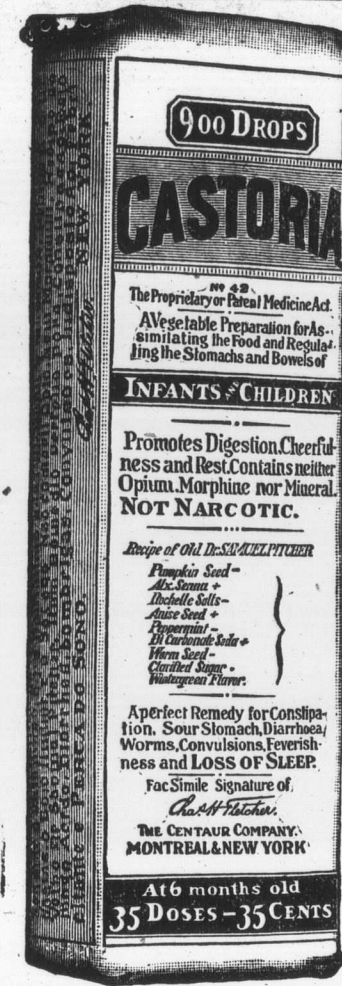 900 DROPS
CASTORIA
Nº 42
The Proprietary or Patent Medicine Act.
A Vegetable Preparation for As-
similating the Food and Regula-
ting the Stomachs and Bowels of
INFANTS AND CHILDREN
Promotes Digestion, Cheerful-
ness and Rest. Contains neither
Opium, Morphine nor Mineral.
NOT NARCOTIC.
Recipe of Old Dr. SAMUEL PITCHER
Pumpkin Seed -
Alx. Senna +
Rochelle Salts -
Anise Seed +
Peppermint -
Bi Carbonate Soda +
Worm Seed -
Clarified Sugar -
Wintergreen Flavor.
A perfect Remedy for Constipa-
tion, Sour Stomach, Diarrhoea,
Worms, Convulsions, Feverish-
ness and LOSS OF SLEEP.
Fac Simile Signature of
Chas. H. Fletcher.
THE CENTAUR COMPANY.
MONTREAL & NEW YORK
At 6 months old
35 DOSES - 35 CENTS
NEW YORK.
Chas. H. Fletcher.